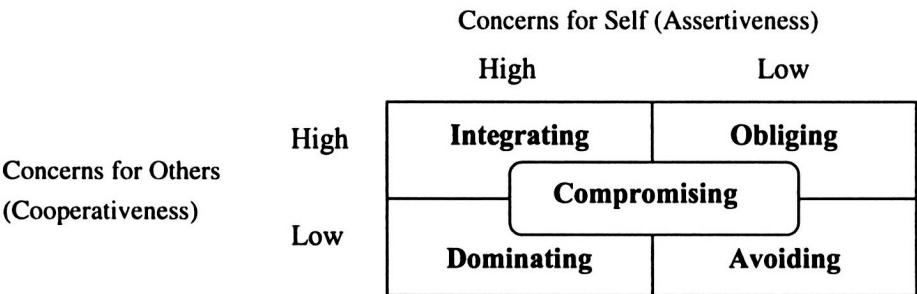 Concerns for Self (Assertiveness)
High Low
High Integrating Obliging
Concerns for Others
(Cooperativeness)
Compromising
Low
Dominating Avoiding